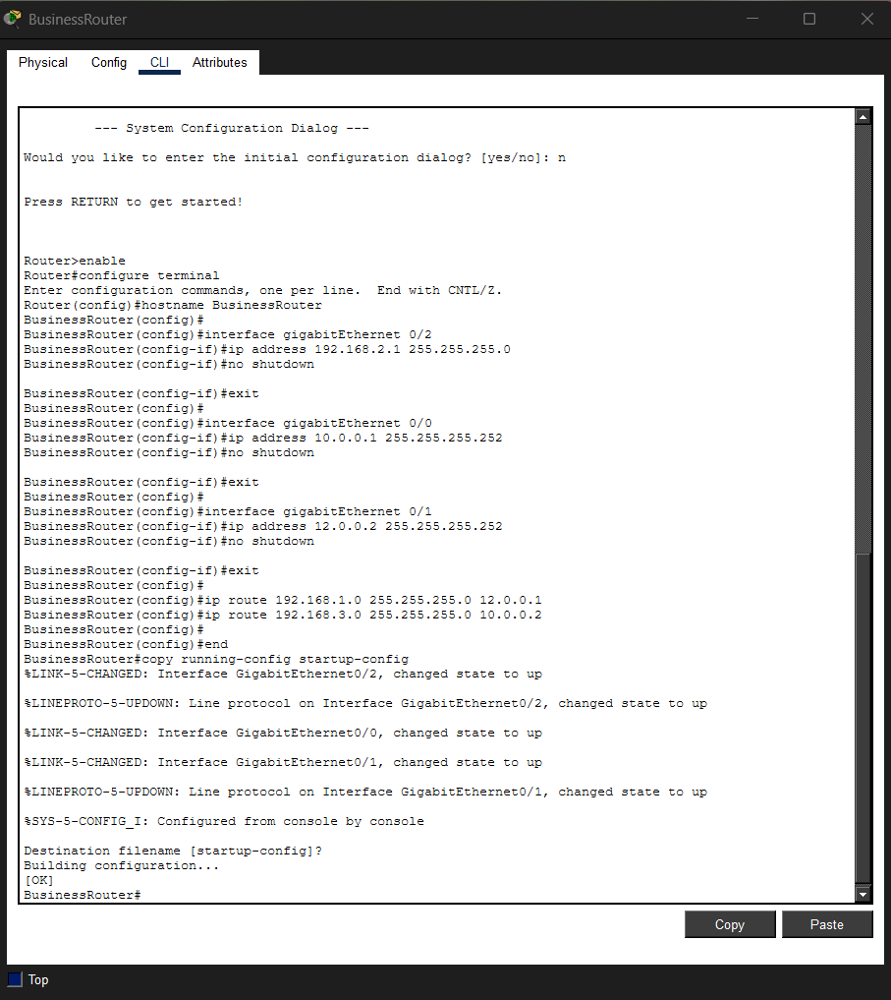 BusinessRouter
Physical Config CLI Attributes
--- System Configuration Dialog ---
Would you like to enter the initial configuration dialog? [yes/no]: n
Press RETURN to get started!
Router>enable
Router#configure terminal
Enter configuration commands, one per line.  End with CNTL/Z.
Router(config)#hostname BusinessRouter
BusinessRouter(config)#
BusinessRouter(config)#interface gigabitEthernet 0/2
BusinessRouter(config-if)#ip address 192.168.2.1 255.255.255.0
BusinessRouter(config-if)#no shutdown
BusinessRouter(config-if)#exit
BusinessRouter(config)#
BusinessRouter(config)#interface gigabitEthernet 0/0
BusinessRouter(config-if)#ip address 10.0.0.1 255.255.255.252
BusinessRouter(config-if)#no shutdown
BusinessRouter(config-if)#exit
BusinessRouter(config)#
BusinessRouter(config)#interface gigabitEthernet 0/1
BusinessRouter(config-if)#ip address 12.0.0.2 255.255.255.252
BusinessRouter(config-if)#no shutdown
BusinessRouter(config-if)#exit
BusinessRouter(config)#
BusinessRouter(config)#ip route 192.168.1.0 255.255.255.0 12.0.0.1
BusinessRouter(config)#ip route 192.168.3.0 255.255.255.0 10.0.0.2
BusinessRouter(config)#
BusinessRouter(config)#end
BusinessRouter#copy running-config startup-config
%LINK-5-CHANGED: Interface GigabitEthernet0/2, changed state to up
%LINEPROTO-5-UPDOWN: Line protocol on Interface GigabitEthernet0/2, changed state to up
%LINK-5-CHANGED: Interface GigabitEthernet0/0, changed state to up
%LINK-5-CHANGED: Interface GigabitEthernet0/1, changed state to up
%LINEPROTO-5-UPDOWN: Line protocol on Interface GigabitEthernet0/1, changed state to up
%SYS-5-CONFIG_I: Configured from console by console
Destination filename [startup-config]?
Building configuration...
[OK]
BusinessRouter#
Copy Paste
Top